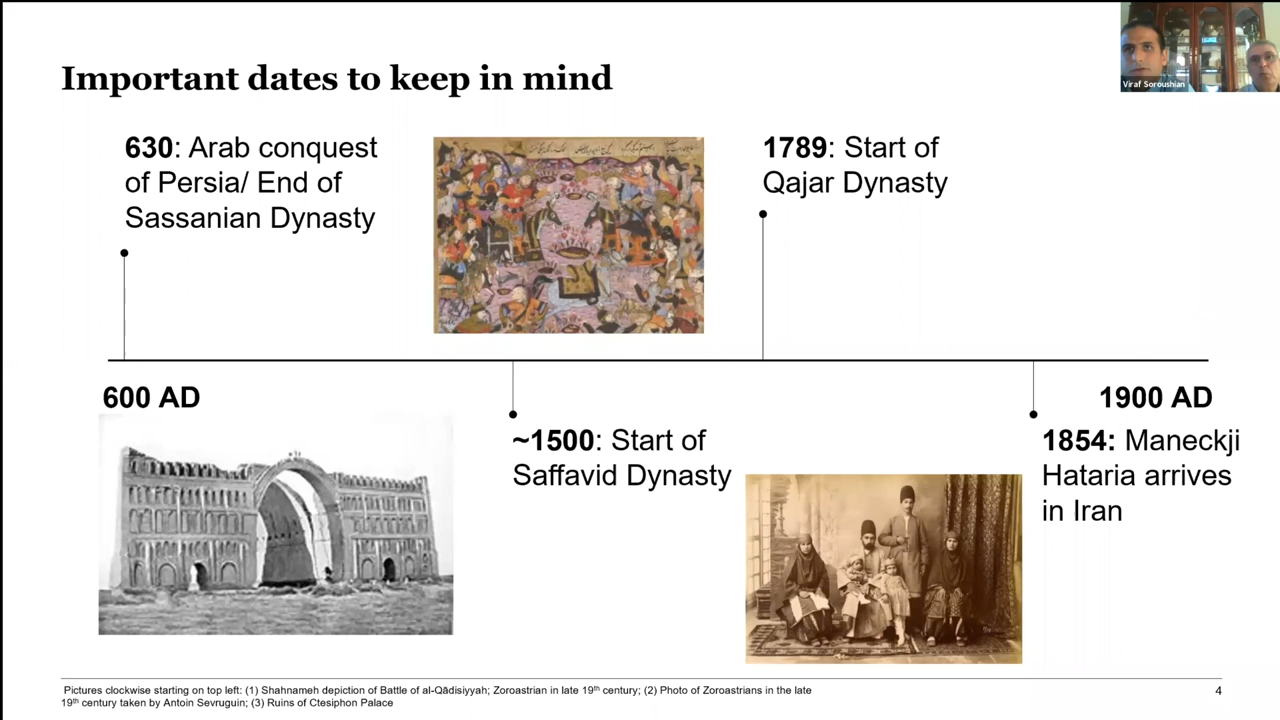 Important dates to keep in mind
Viraf Soroushian
630: Arab conquest
of Persia/ End of
Sassanian Dynasty
1789: Start of
Qajar Dynasty
600 AD
1900 AD
~1500: Start of
Saffavid Dynasty
1854: Maneckji
Hataria arrives
in Iran
Pictures clockwise starting on top left: (1) Shahnameh depiction of Battle of al-Qādisiyyah; Zoroastrian in late 19th century; (2) Photo of Zoroastrians in the late
19th century taken by Antoin Sevruguin; (3) Ruins of Ctesiphon Palace
4